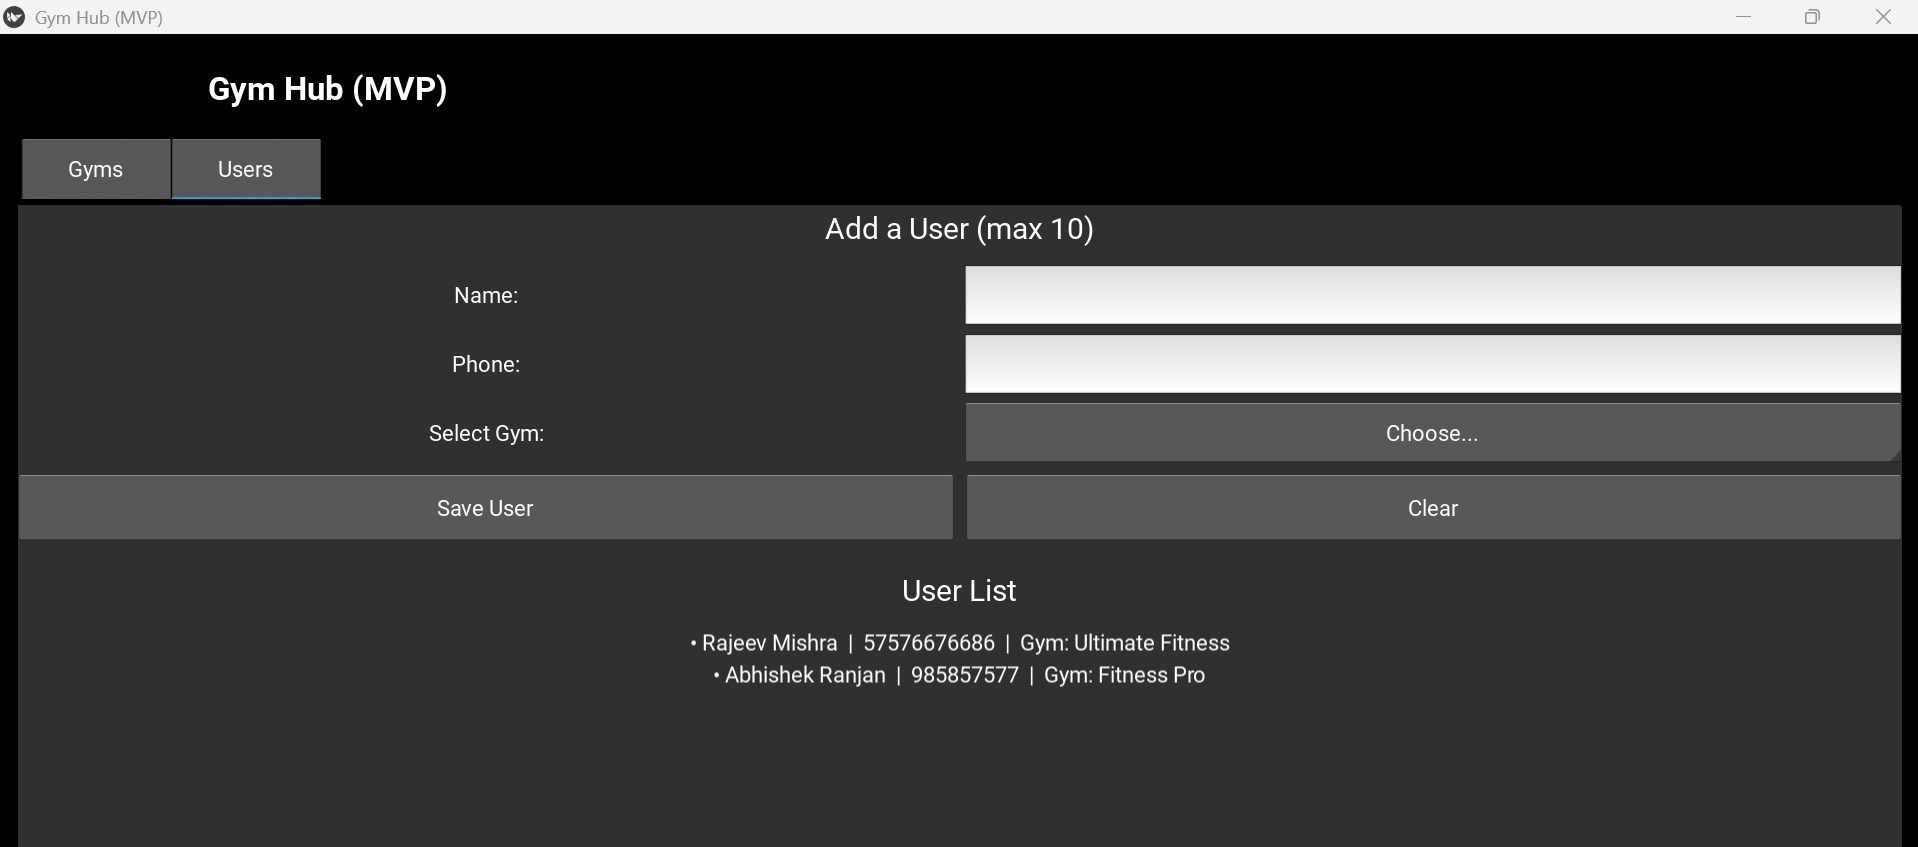 Gym Hub (MVP)
Gym Hub (MVP)
Gyms Users
Add a User (max 10)
Name:
Phone:
Select Gym: Choose...
Save User Clear
User List
• Rajeev Mishra | 57576676686 | Gym: Ultimate Fitness
• Abhishek Ranjan | 985857577 | Gym: Fitness Pro